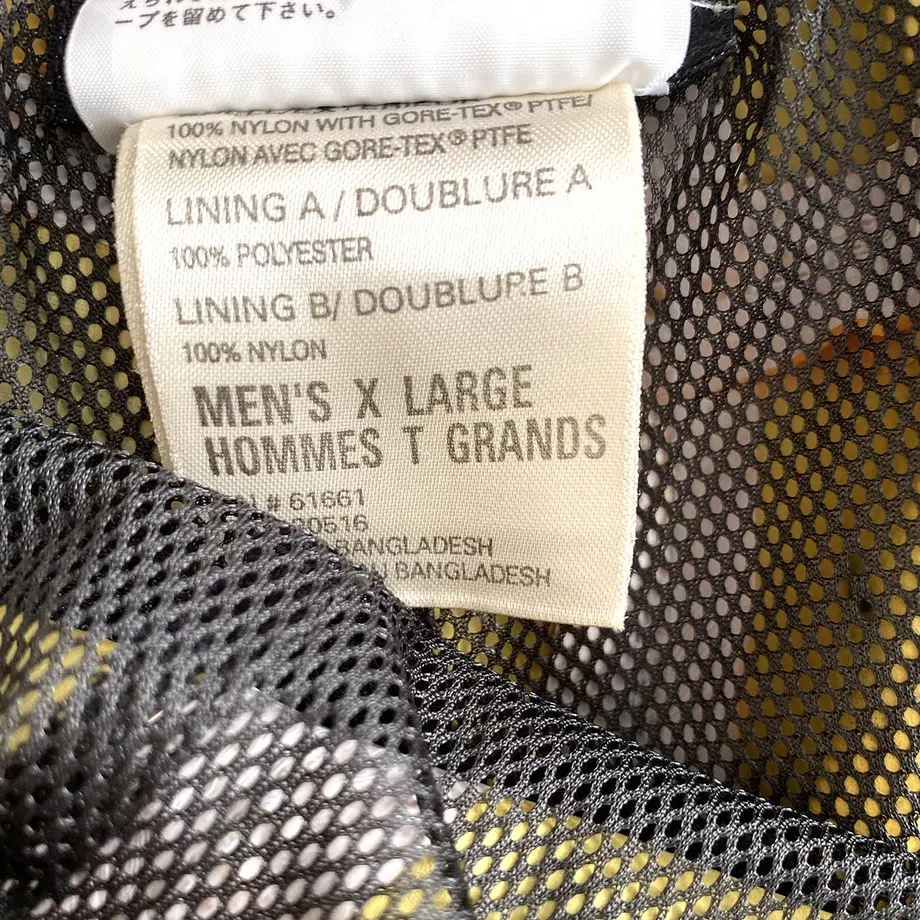 ープを留めて下さい。
100% NYLON WITH GORE-TEX® PTFE/
NYLON AVEC GORE-TEX® PTFE
LINING A / DOUBLURE A
100% POLYESTER
LINING B/ DOUBLURE B
100% NYLON
MEN'S X LARGE
HOMMES T GRANDS
# 61661
BANGLADESH
BANGLADESH